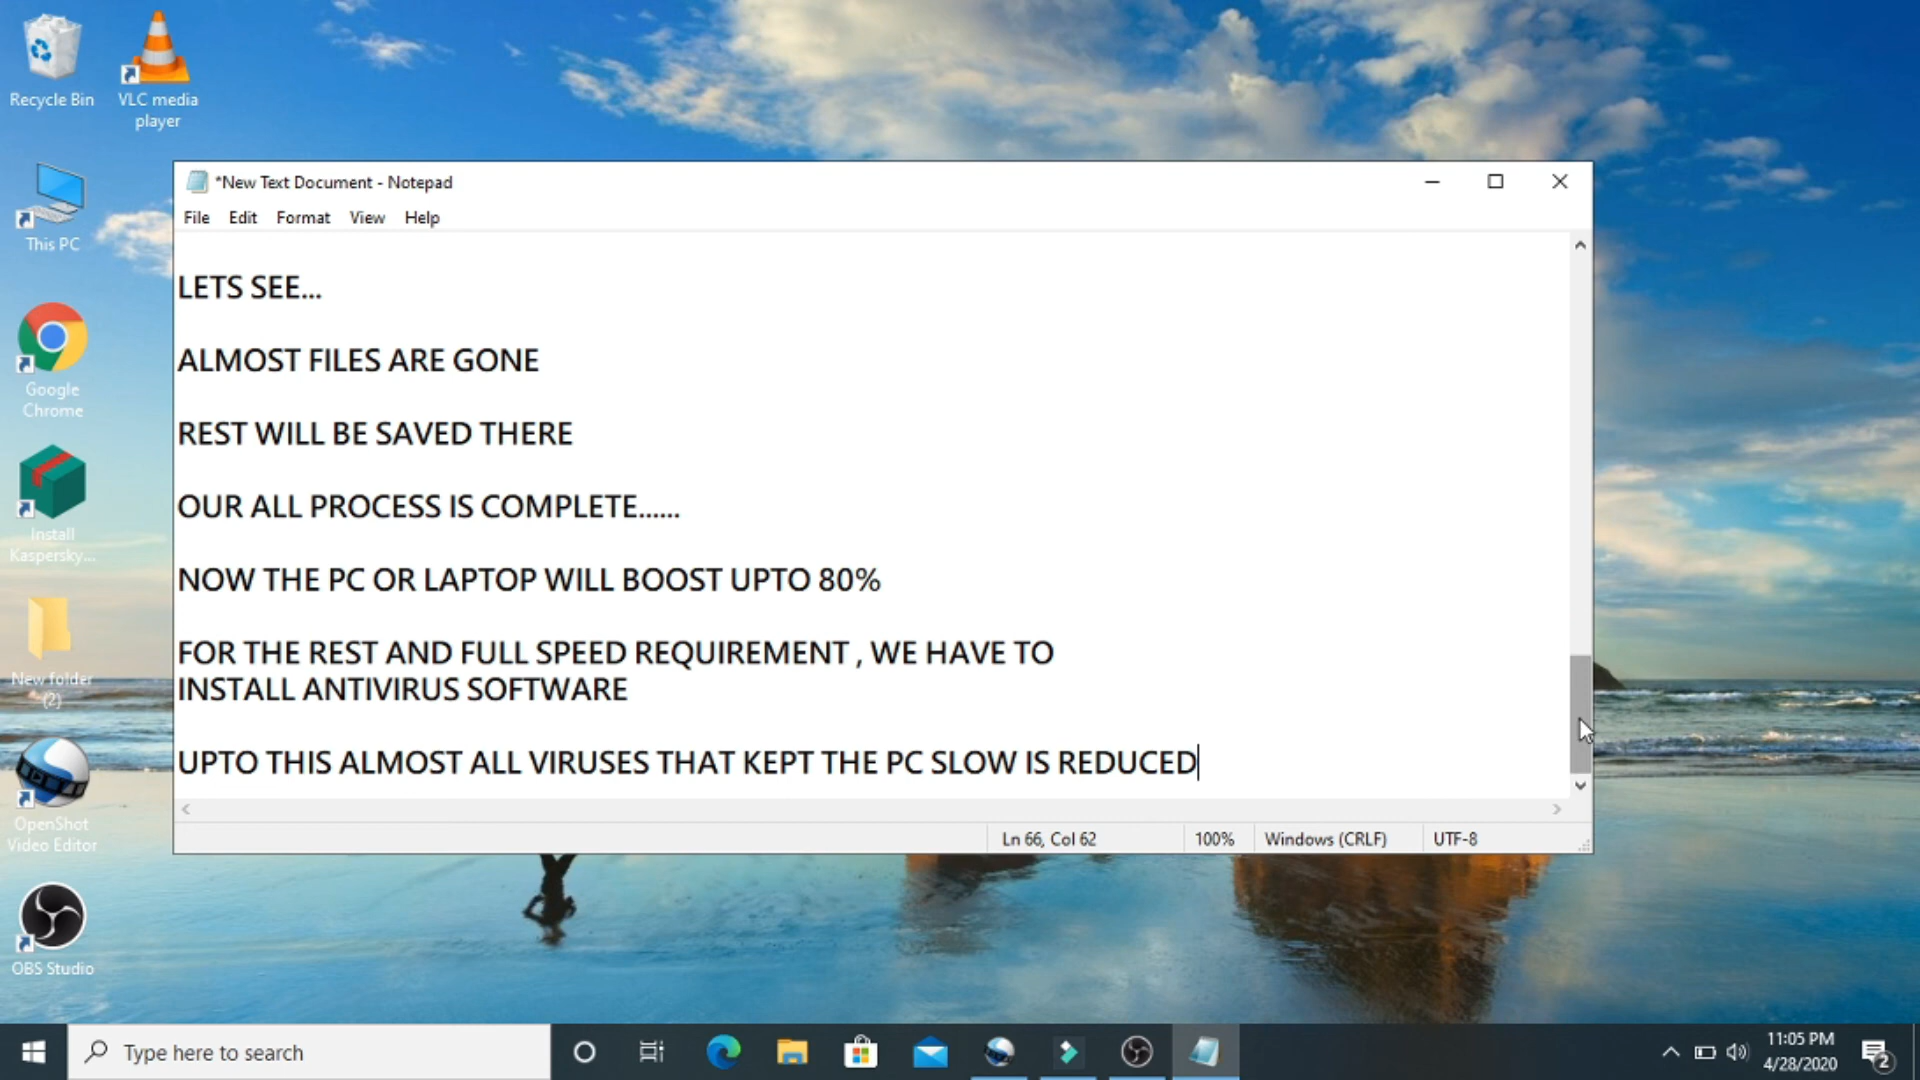 Recycle Bin
VLC media
player
This PC
Google
Chrome
Install
Kaspersky...
New folder
(2)
OpenShot
Video Editor
OBS Studio
*New Text Document - Notepad
File Edit Format View Help
LETS SEE...
ALMOST FILES ARE GONE
REST WILL BE SAVED THERE
OUR ALL PROCESS IS COMPLETE......
NOW THE PC OR LAPTOP WILL BOOST UPTO 80%
FOR THE REST AND FULL SPEED REQUIREMENT , WE HAVE TO
INSTALL ANTIVIRUS SOFTWARE
UPTO THIS ALMOST ALL VIRUSES THAT KEPT THE PC SLOW IS REDUCED
Ln 66, Col 62 100% Windows (CRLF) UTF-8
Type here to search
11:05 PM
4/28/2020
2